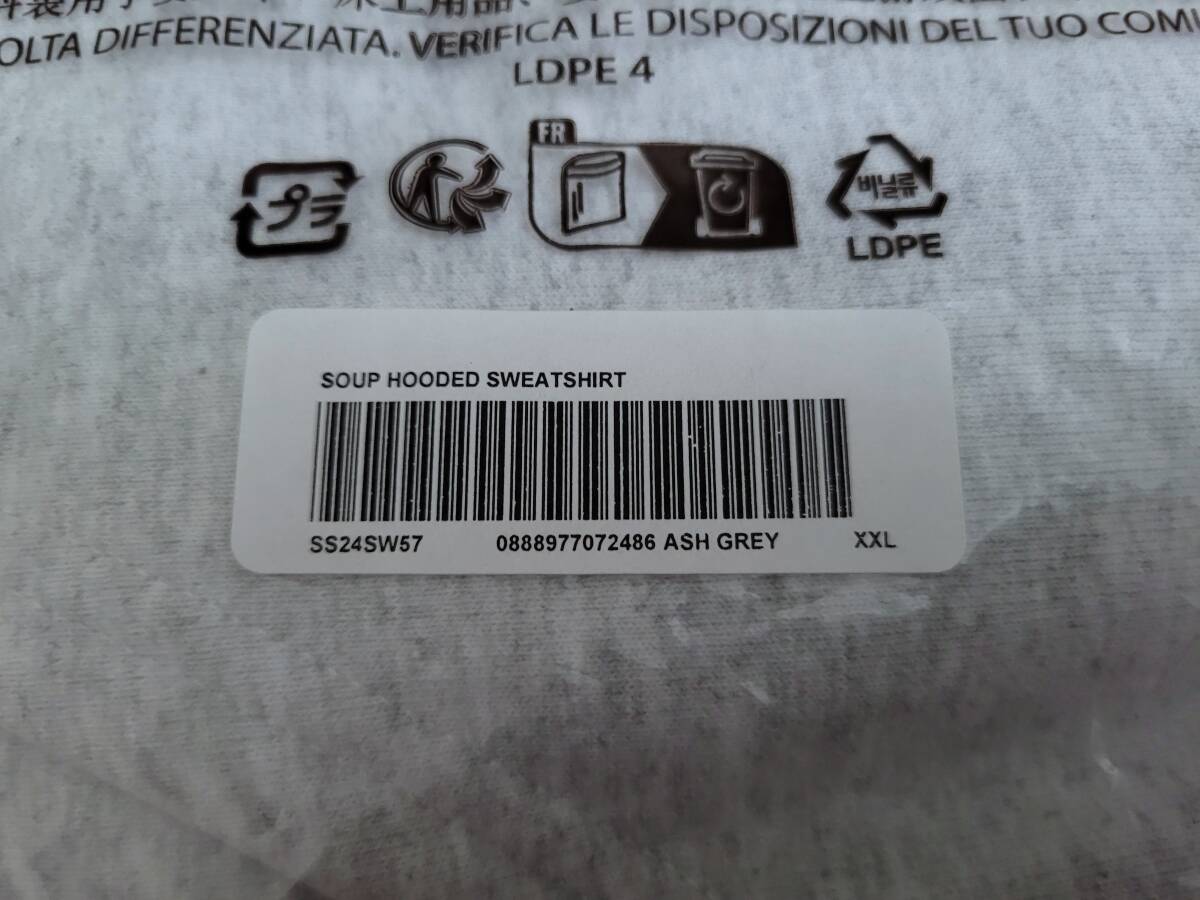 OLTA DIFFERENZIATA. VERIFICA LE DISPOSIZIONI DEL TUO COM
LDPE 4
プラ
FR
비닐류
LDPE
SOUP HOODED SWEATSHIRT
SS24SW57 0888977072486 ASH GREY XXL